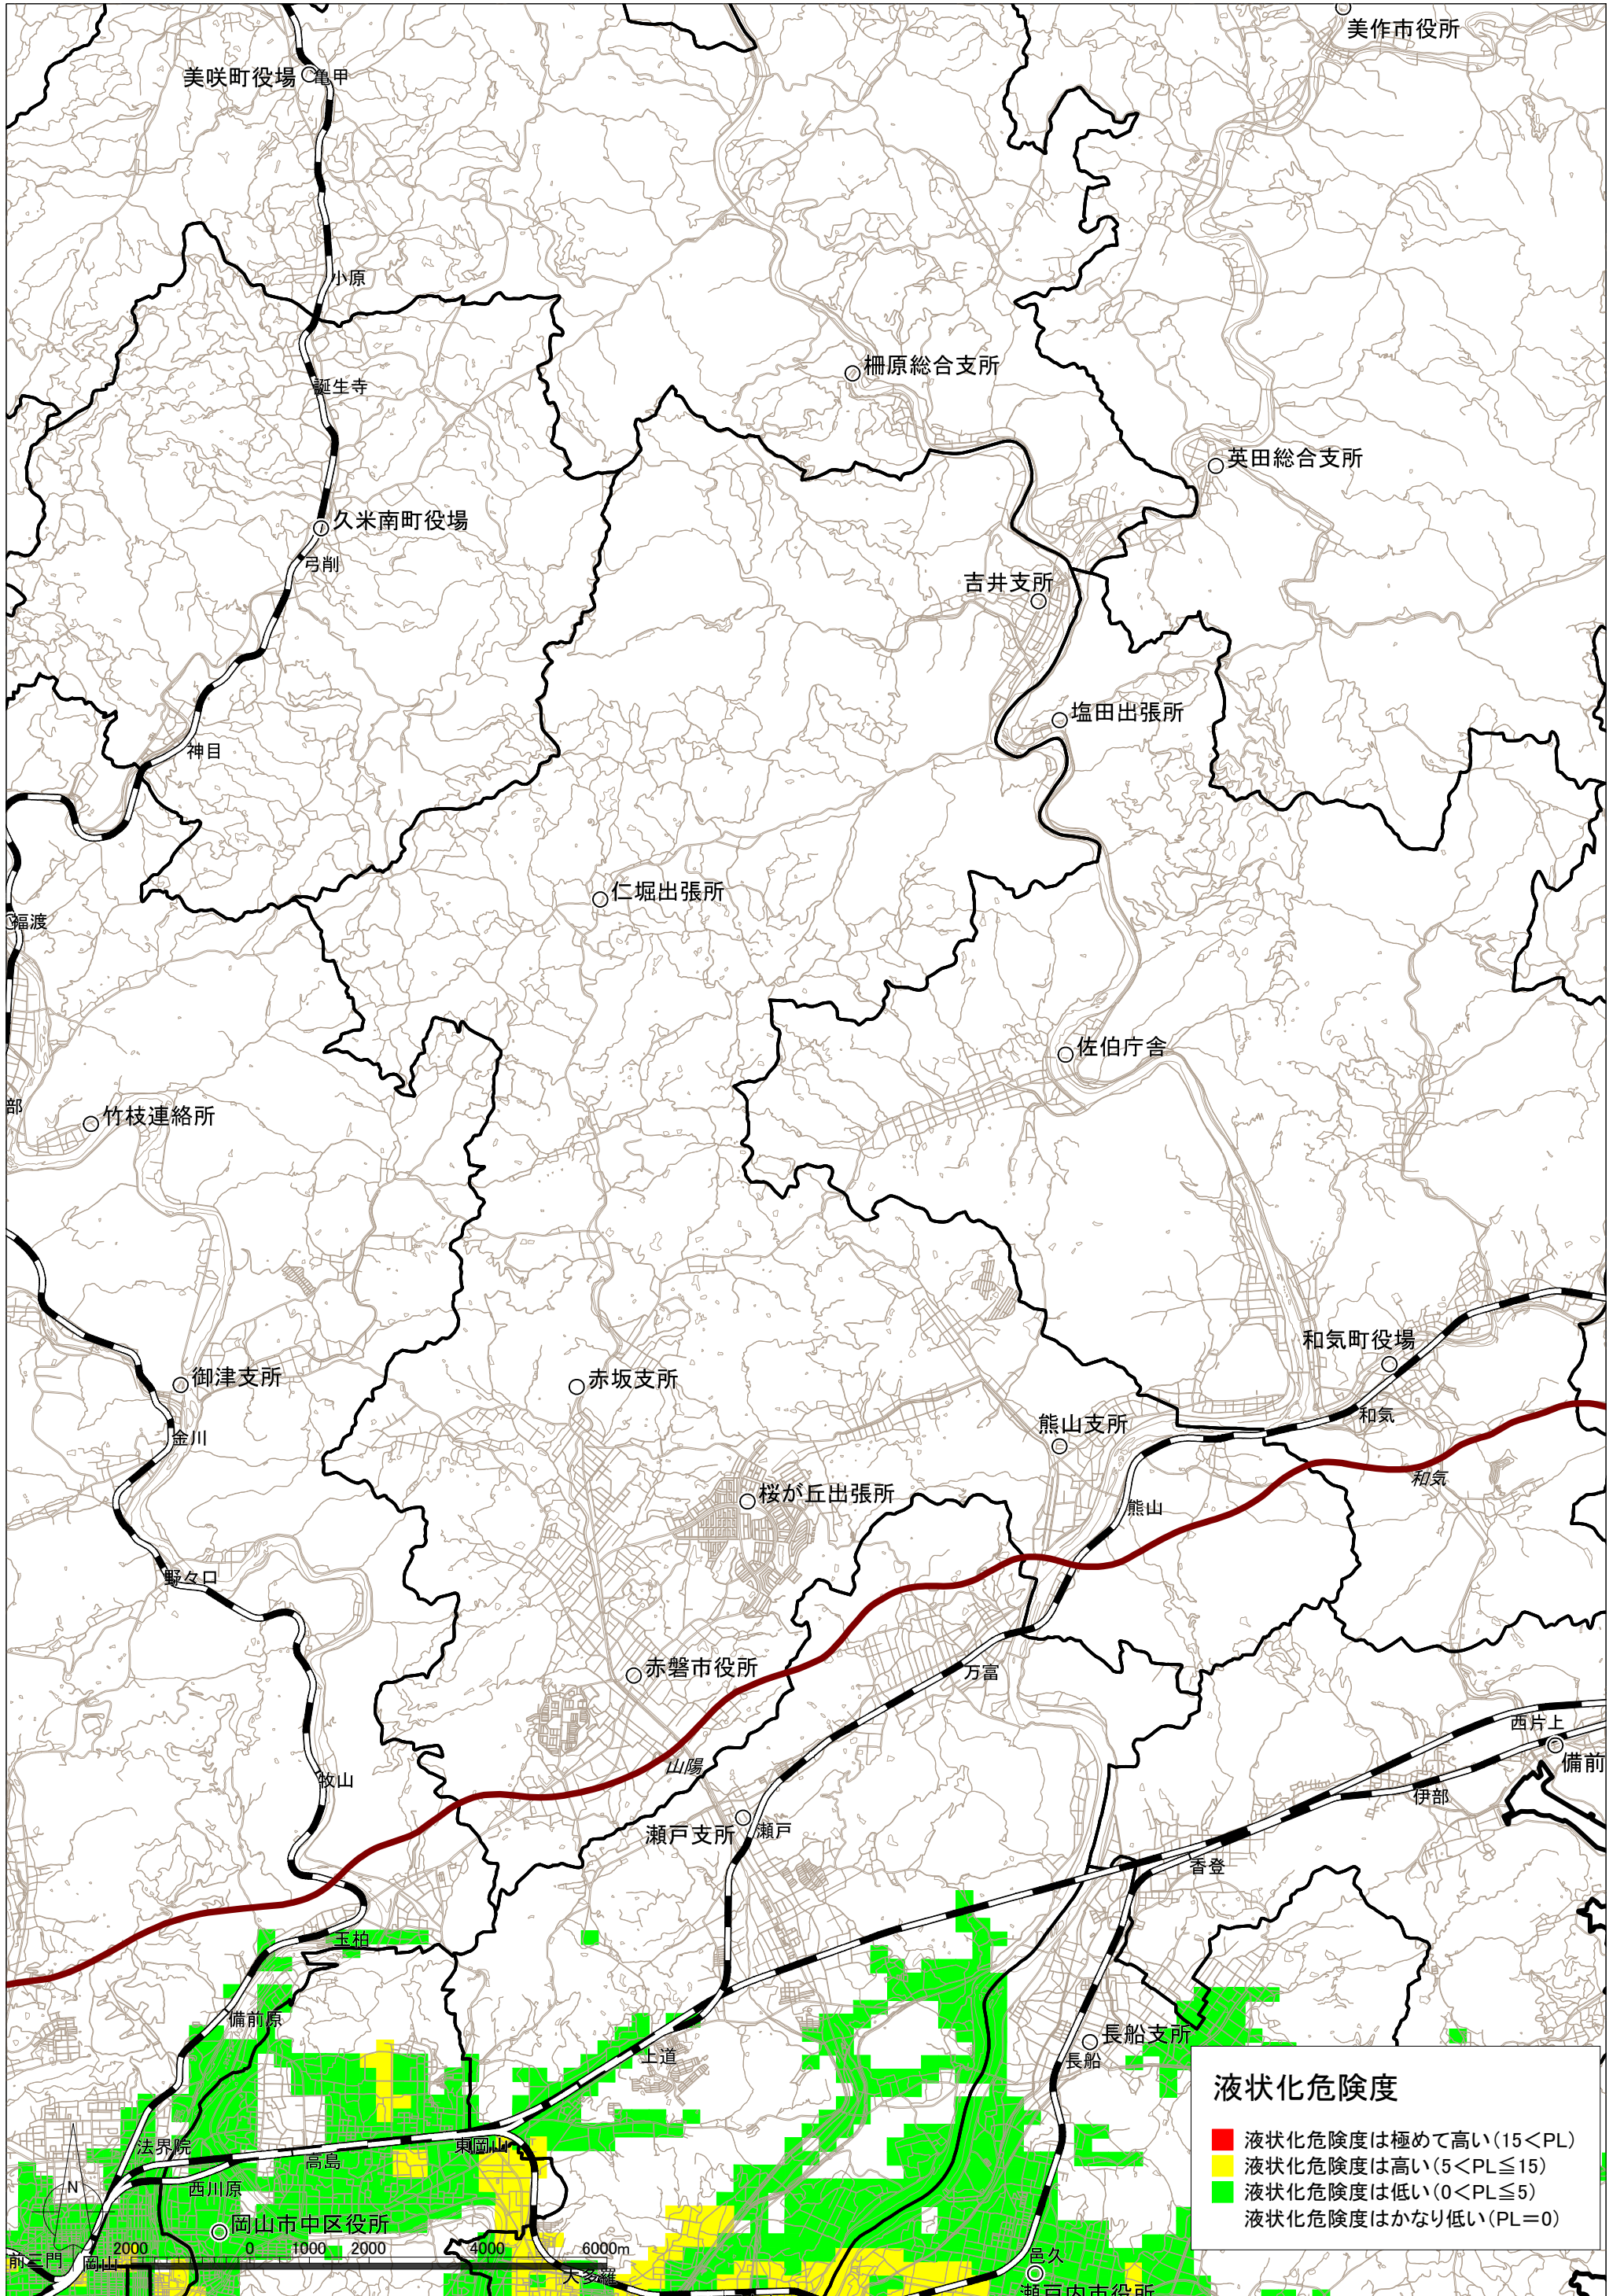 美作市役所
美咲町役場
亀甲
小原
柵原総合支所
誕生寺
英田総合支所
久米南町役場
弓削
吉井支所
塩田出張所
神目
仁堀出張所
福渡
佐伯庁舎
部
竹枝連絡所
和気町役場
御津支所
赤坂支所
和気
熊山支所
金川
和気
桜が丘出張所
熊山
野々口
赤磐市役所
万富
西片上
備前
山陽
牧山
伊部
瀬戸支所
瀬戸
香登
玉柏
備前原
長船支所
上道
長船
液状化危険度
液状化危険度は極めて高い(15<PL)
液状化危険度は高い(5<PL≦15)
液状化危険度は低い(0<PL≦5)
液状化危険度はかなり低い(PL=0)
法界院
東岡山
高島
N
西川原
岡山市中区役所
2000 0 1000 2000 4000 6000m
前三門
岡山
大多羅
邑久
瀬戸内市役所